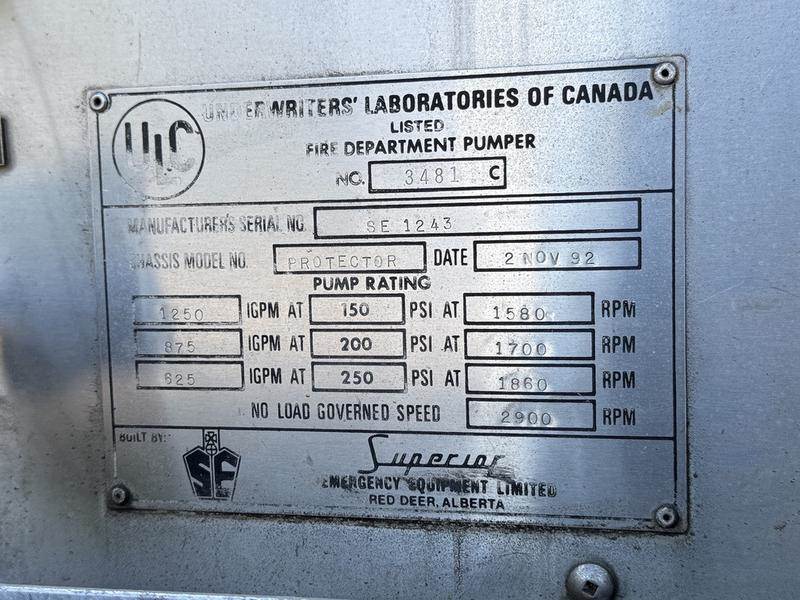 ULC
UNDERWRITERS' LABORATORIES OF CANADA
LISTED
FIRE DEPARTMENT PUMPER
NO. 3481 C
MANUFACTURER'S SERIAL NO. SE 1243
CHASSIS MODEL NO. PROTECTOR DATE 2 NOV 92
PUMP RATING
1250 IGPM AT 150 PSI AT 1580 RPM
875 IGPM AT 200 PSI AT 1700 RPM
625 IGPM AT 250 PSI AT 1860 RPM
NO LOAD GOVERNED SPEED 2900 RPM
BUILT BY:
SE
Superior
EMERGENCY EQUIPMENT LIMITED
RED DEER, ALBERTA